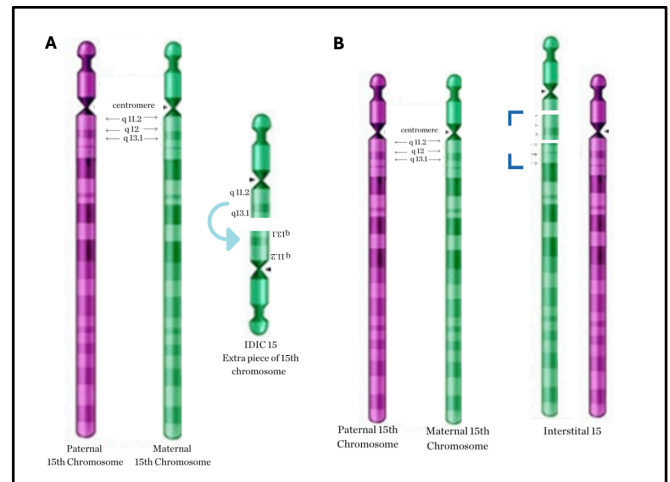 A
centromere
q 11.2
q 12
q 13.1
q 11.2
q13.1
q13.1
q 11.2
IDIC 15
Extra piece of 15th
chromosome
Paternal
15th Chromosome
Maternal
15th Chromosome
B
centromere
q 11.2
q 12
q 13.1
Paternal 15th
Chromosome
Maternal 15th
Chromosome
Interstital 15